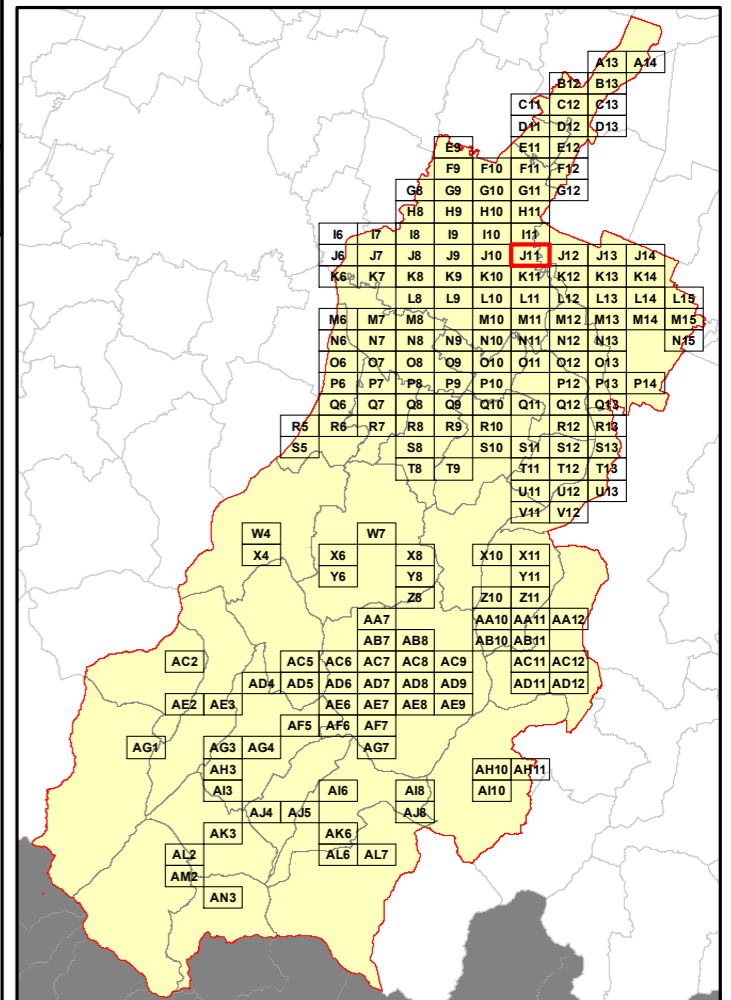 A13 A14
B12 B13
C11 C12 C13
D11 D12 D13
E9 E11 E12
F9 F10 F11 F12
G8 G9 G10 G11 G12
H8 H9 H10 H11
I6 I7 I8 I9 I10 I11
J6 J7 J8 J9 J10 J11 J12 J13 J14
K6 K7 K8 K9 K10 K11 K12 K13 K14
L8 L9 L10 L11 L12 L13 L14 L15
M6 M7 M8 M10 M11 M12 M13 M14 M15
N6 N7 N8 N9 N10 N11 N12 N13 N15
O6 O7 O8 O9 O10 O11 O12 O13
P6 P7 P8 P9 P10 P12 P13 P14
Q6 Q7 Q8 Q9 Q10 Q11 Q12 Q13
R5 R6 R7 R8 R9 R10 R12 R13
S5 S8 S10 S11 S12 S13
T8 T9 T11 T12 T13
U11 U12 U13
V11 V12
W4 W7
X4 X6 X8 X10 X11
Y6 Y8 Y11
Z8 Z10 Z11
AA7 AA10 AA11 AA12
AB7 AB8 AB10 AB11
AC2 AC5 AC6 AC7 AC8 AC9 AC11 AC12
AD4 AD5 AD6 AD7 AD8 AD9 AD11 AD12
AE2 AE3 AE6 AE7 AE8 AE9
AF5 AF6 AF7
AG1 AG3 AG4 AG7
AH3 AH10 AH11
AI3 AI6 AI8 AI10
AJ4 AJ5 AJ8
AK3 AK6
AL2 AL6 AL7
AM2
AN3